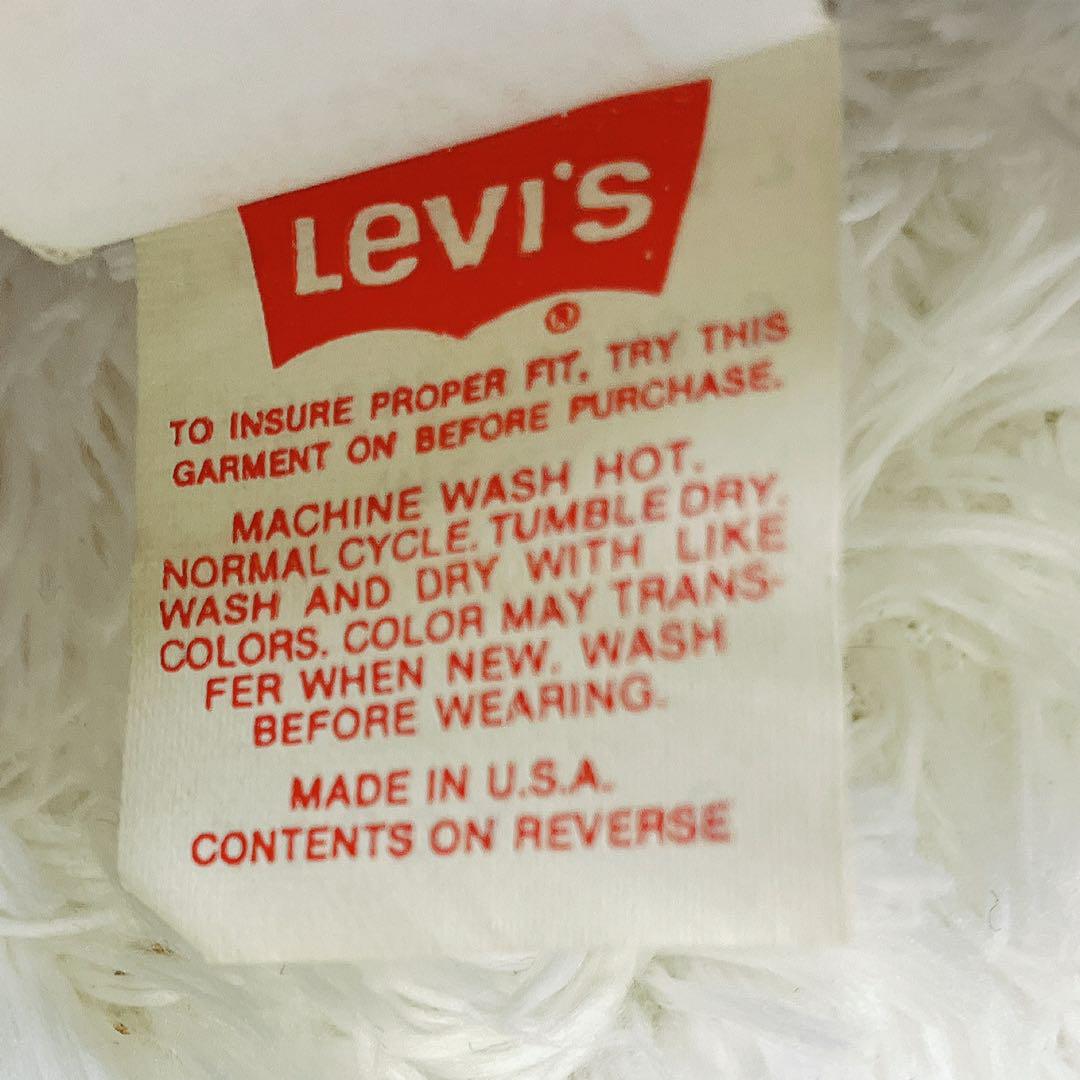 Levi's
®
TO INSURE PROPER FIT, TRY THIS
GARMENT ON BEFORE PURCHASE.
MACHINE WASH HOT.
NORMAL CYCLE. TUMBLE DRY.
WASH AND DRY WITH LIKE
COLORS. COLOR MAY TRANS-
FER WHEN NEW. WASH
BEFORE WEARING.
MADE IN U.S.A.
CONTENTS ON REVERSE